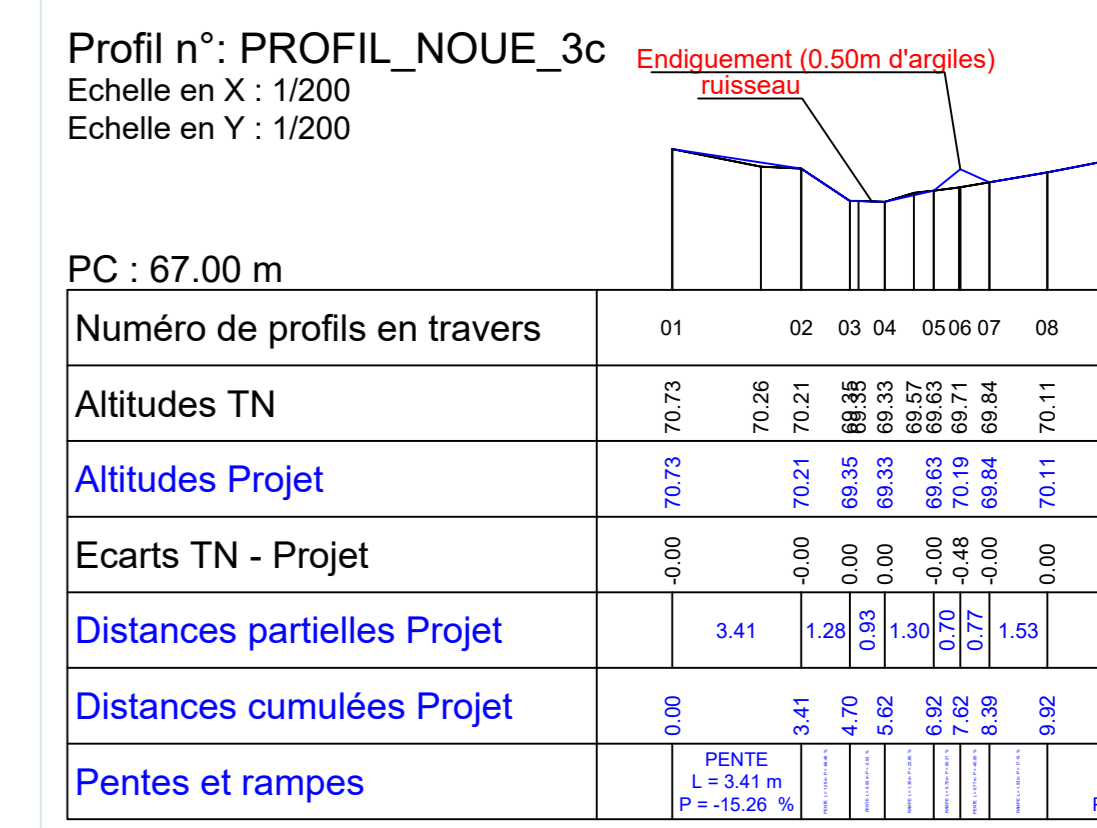 Profil n°: PROFIL_NOUE_3c
Echelle en X : 1/200
Echelle en Y : 1/200
Endiguement (0.50m d'argiles)
ruisseau
PC : 67.00 m
Numéro de profils en travers 01 02 03 04 05 06 07 08
Altitudes TN 70.73 70.26 70.21 69.35 69.35 69.33 69.57 69.63 69.71 69.84 70.11
Altitudes Projet 70.73 70.21 69.35 69.33 69.63 70.19 69.84 70.11
Ecarts TN - Projet -0.00 -0.00 0.00 0.00 -0.00 -0.48 -0.00 0.00
Distances partielles Projet 3.41 1.28 0.93 1.30 0.70 0.77 1.53
Distances cumulées Projet 0.00 3.41 4.70 5.62 6.92 7.62 8.39 9.92
Pentes et rampes
PENTE
L = 3.41 m
P = -15.26 %